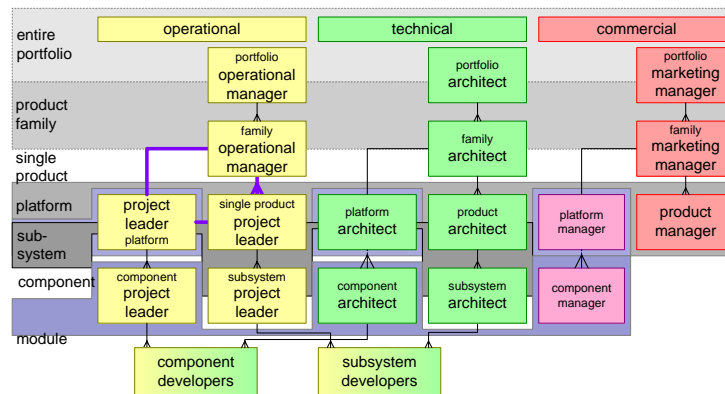 operational
technical
commercial
entire
portfolio
portfolio
operational
manager
portfolio
architect
portfolio
marketing
manager
product
family
family
operational
manager
family
architect
family
marketing
manager
single
product
platform
project
leader
platform
single product
project
leader
platform
architect
product
architect
platform
manager
product
manager
sub-
system
component
component
project
leader
subsystem
project
leader
component
architect
subsystem
architect
component
manager
module
component
developers
subsystem
developers